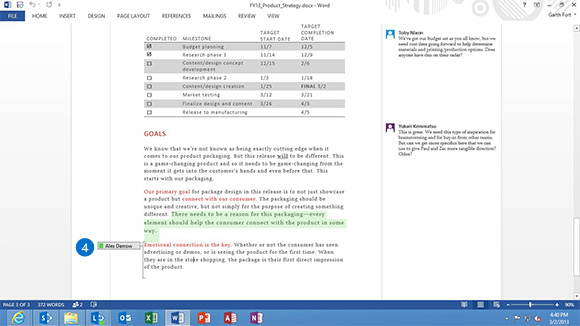 FY13_Product_Strategy.docx - Word
FILE HOME INSERT DESIGN PAGE LAYOUT REFERENCES MAILINGS REVIEW VIEW Garth Fort
COMPLETED MILESTONE TARGET START DATE TARGET COMPLETION DATE
Budget planning 11/7 12/5
Research phase 1 11/14 12/9
Content/design concept development 12/15 2/6
Research phase 2 1/3 1/18
Content/design creation 1/25 FINAL 3/2
Market testing 3/12 3/21
Finalize design and content 3/26 4/3
Release to manufacturing 4/5
GOALS
We know that we're not known as being exactly cutting edge when it
comes to our product packaging. But this release will to be different. This
is a game-changing product and so it needs to be game-changing from the
moment it gets into the customer's hands and even before that. This
starts with our packaging.
Our primary goal for package design in this release is to not just showcase
a product but connect with our consumer. The packaging should be
unique and creative, but not simply for the purpose of creating something
different. There needs to be a reason for this packaging—every
element should help the consumer connect with the product in some
way.
4 Alex Darrow
Emotional connection is the key. Whether or not the consumer has seen
advertising or demos, or is seeing the product for the first time. When
they are in the store shopping, the package is their first direct impression
of the product.
Toby Nixon
We've got our budget set as you all know, but we
need core data going forward to help determine
materials and printing/production options. Does
anyone have that on their radar?
Yukari Kemmotsu
This is great. We need this type of inspiration for
brainstorming and for buy-in from other teams.
But can we get more specifics here that we can
use to give Paul and Zac more tangible direction?
Chloe?
PAGE 3 OF 3 372 WORDS 2 90%
4:40 PM
3/2/2013